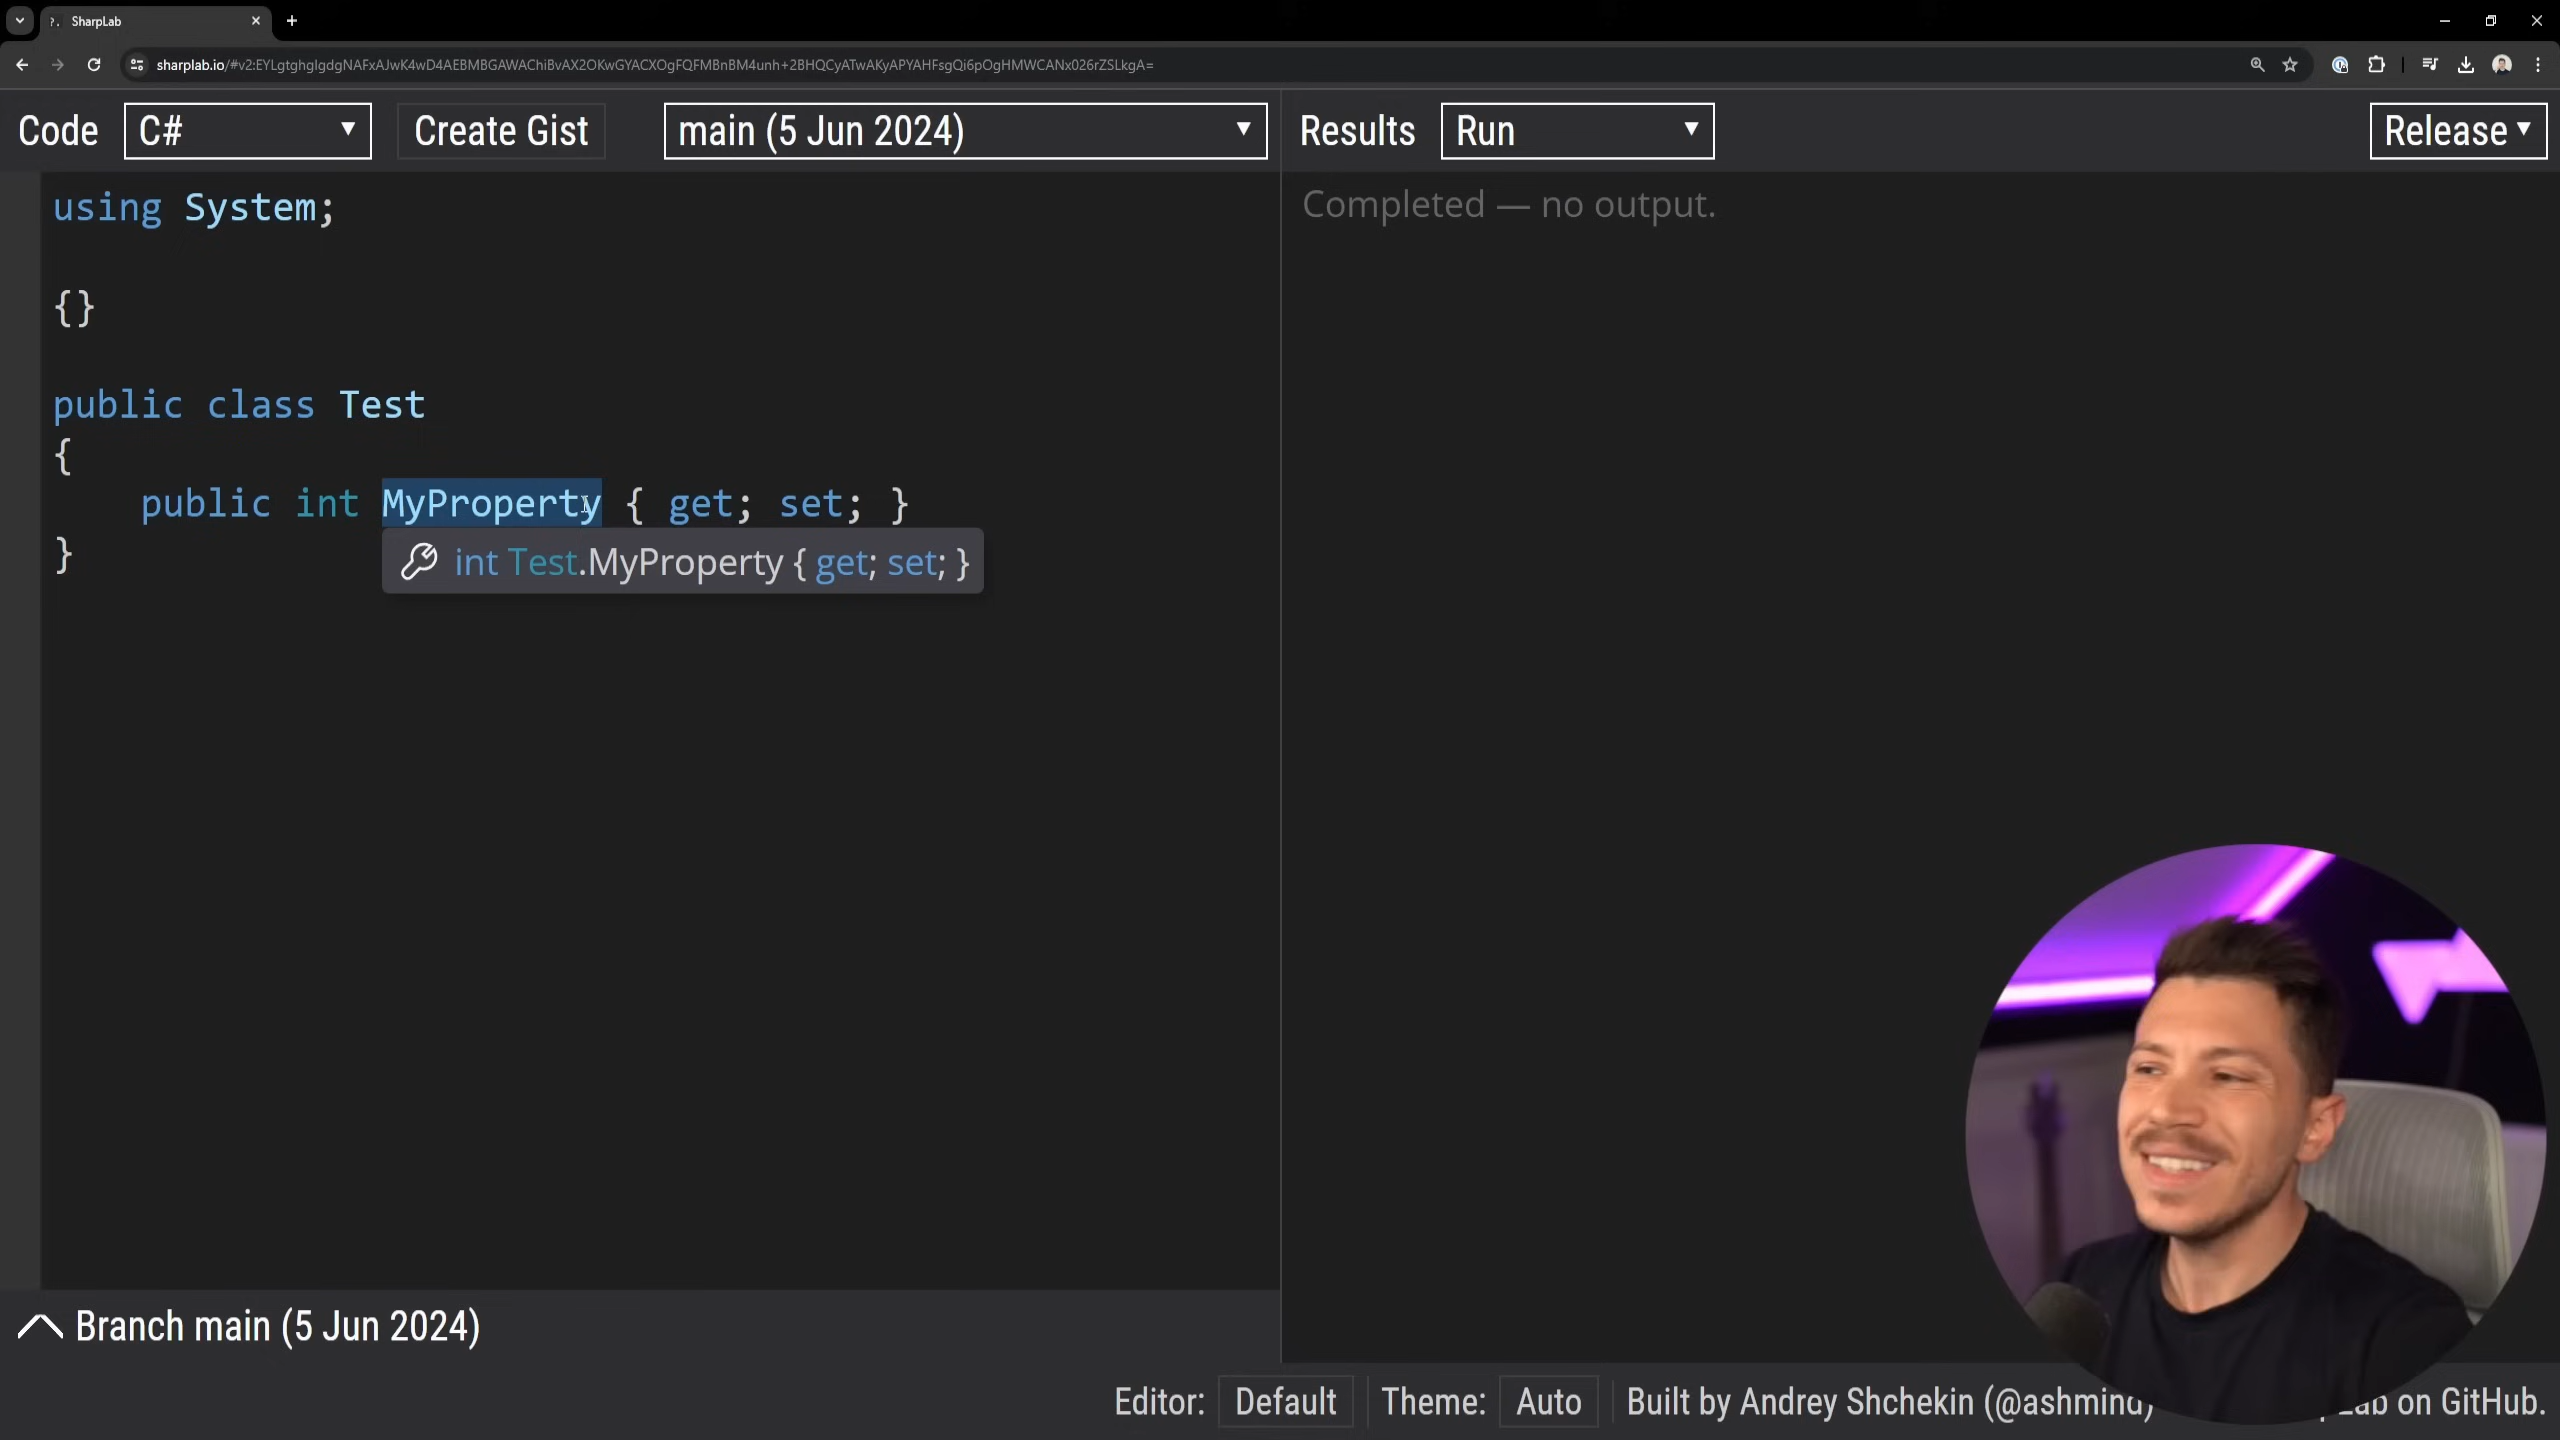 SharpLab
sharplab.io/#v2:EYLgtghglgdgNAFxAJwK4wD4AEBMBGAWAChiBvAX2OKwGYACXOgFQFMBnBM4unh+2BHQCyATwAKyAPYAHFsgQi6pOgHMWCANx026rZSLkgA=
Code C# Create Gist main (5 Jun 2024) Results Run Release
using System;
Completed — no output.
{}
public class Test
{
public int MyProperty { get; set; }
int Test.MyProperty { get; set; }
}
Branch main (5 Jun 2024)
Editor: Default Theme: Auto Built by Andrey Shchekin (@ashmind) on GitHub.